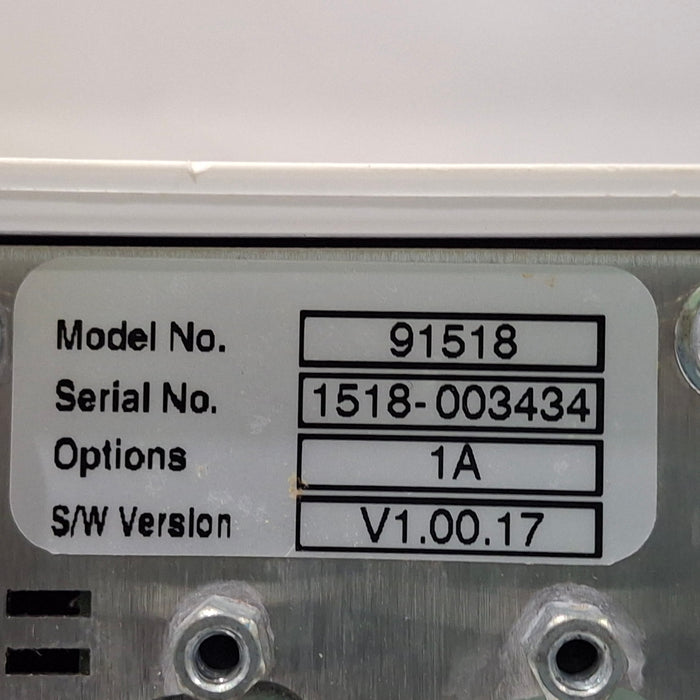 Model No. 91518
Serial No. 1518-003434
Options 1A
S/W Version V1.00.17